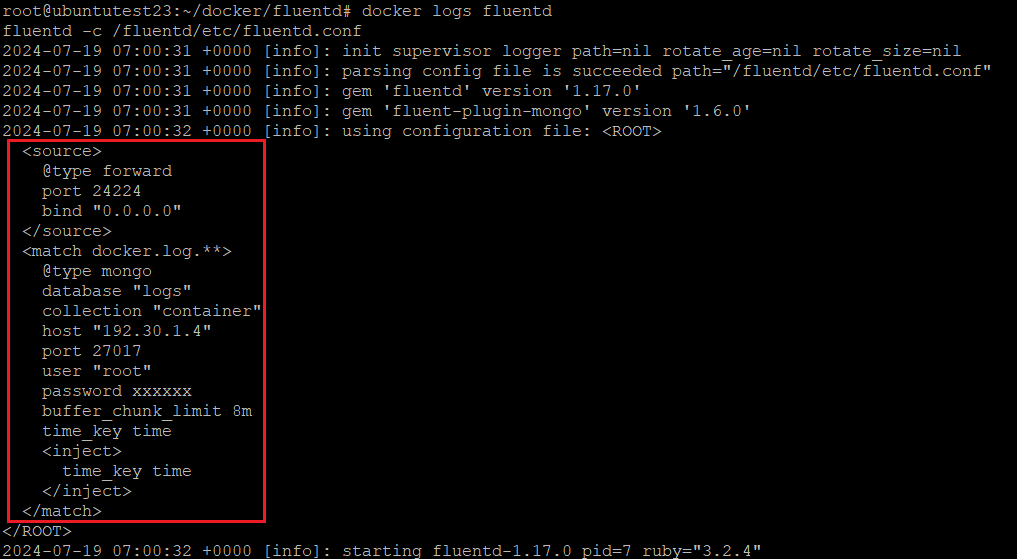 root@ubuntutest23:~/docker/fluentd# docker logs fluentd
fluentd -c /fluentd/etc/fluentd.conf
2024-07-19 07:00:31 +0000 [info]: init supervisor logger path=nil rotate_age=nil rotate_size=nil
2024-07-19 07:00:31 +0000 [info]: parsing config file is succeeded path="/fluentd/etc/fluentd.conf"
2024-07-19 07:00:31 +0000 [info]: gem 'fluentd' version '1.17.0'
2024-07-19 07:00:31 +0000 [info]: gem 'fluent-plugin-mongo' version '1.6.0'
2024-07-19 07:00:32 +0000 [info]: using configuration file: <ROOT>
  <source>
    @type forward
    port 24224
    bind "0.0.0.0"
  </source>
  <match docker.log.**>
    @type mongo
    database "logs"
    collection "container"
    host "192.30.1.4"
    port 27017
    user "root"
    password xxxxxx
    buffer_chunk_limit 8m
    time_key time
    <inject>
      time_key time
    </inject>
  </match>
</ROOT>
2024-07-19 07:00:32 +0000 [info]: starting fluentd-1.17.0 pid=7 ruby="3.2.4"